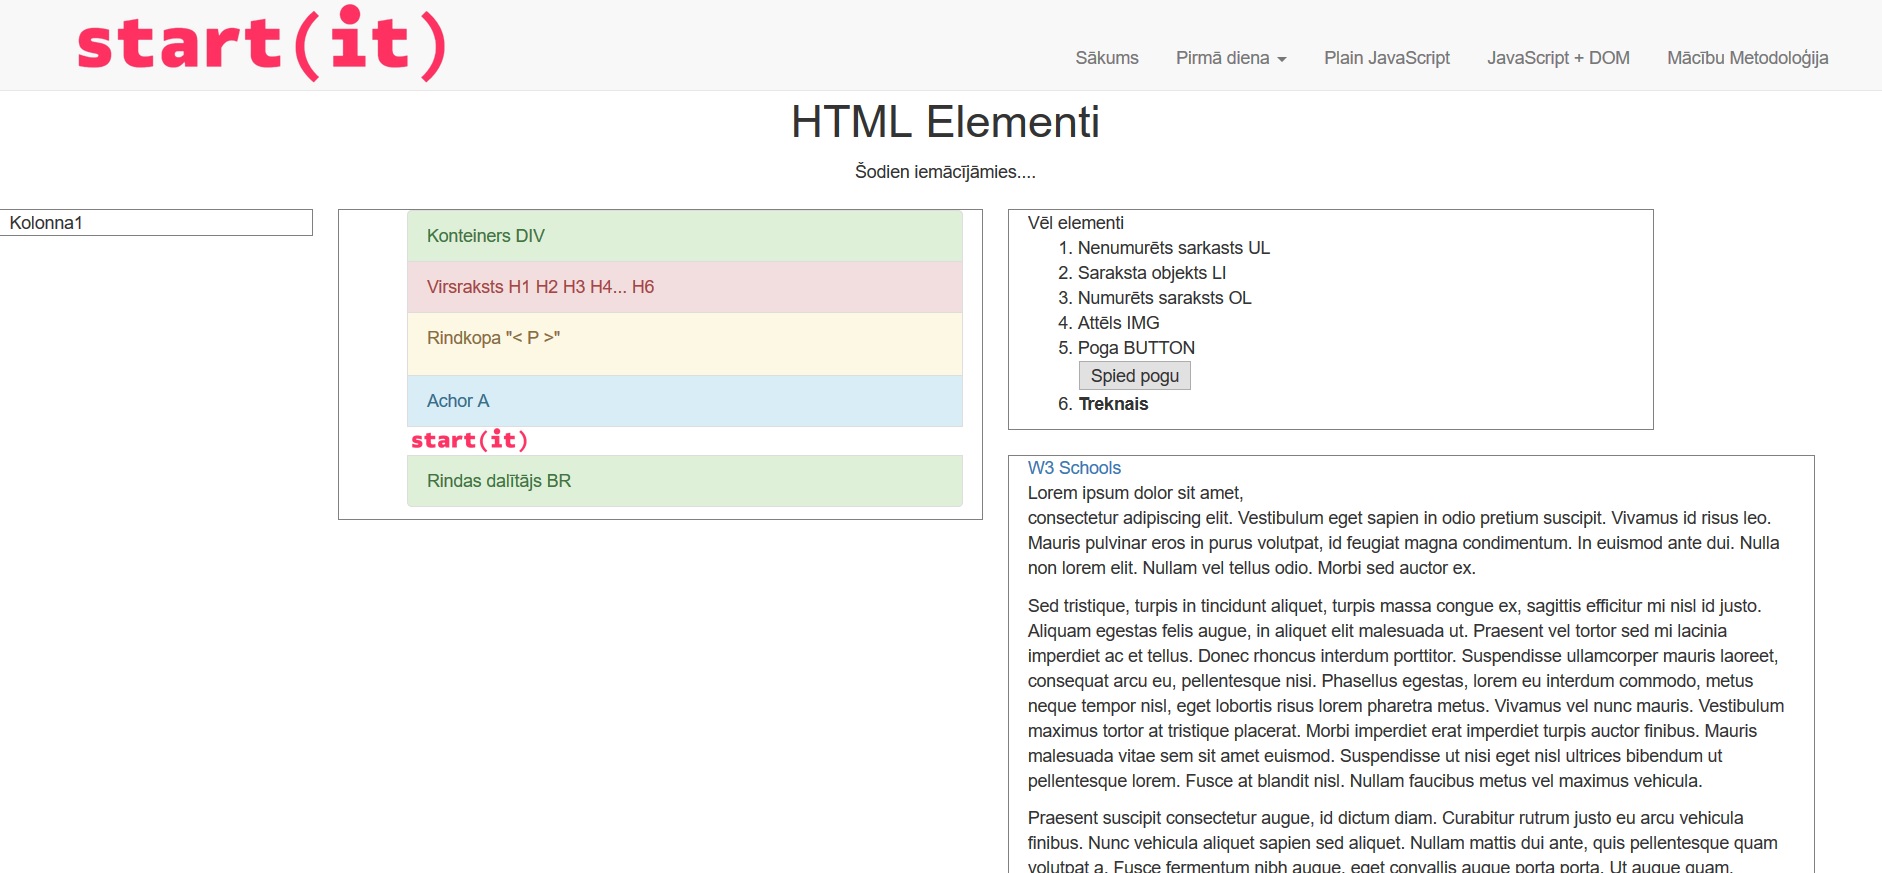 start(it)
Sākums Pirmā diena Plain JavaScript JavaScript + DOM Mācību Metodoloģija
HTML Elementi
Šodien iemācījāmies....
Kolonna1
Konteiners DIV
Virsraksts H1 H2 H3 H4... H6
Rindkopa "< P >"
Achor A
start(it)
Rindas dalītājs BR
Vēl elementi
1. Nenumurēts sarkasts UL
2. Saraksta objekts LI
3. Numurēts saraksts OL
4. Attēls IMG
5. Poga BUTTON
Spied pogu
6. Treknais
W3 Schools
Lorem ipsum dolor sit amet,
consectetur adipiscing elit. Vestibulum eget sapien in odio pretium suscipit. Vivamus id risus leo.
Mauris pulvinar eros in purus volutpat, id feugiat magna condimentum. In euismod ante dui. Nulla
non lorem elit. Nullam vel tellus odio. Morbi sed auctor ex.
Sed tristique, turpis in tincidunt aliquet, turpis massa congue ex, sagittis efficitur mi nisl id justo.
Aliquam egestas felis augue, in aliquet elit malesuada ut. Praesent vel tortor sed mi lacinia
imperdiet ac et tellus. Donec rhoncus interdum porttitor. Suspendisse ullamcorper mauris laoreet,
consequat arcu eu, pellentesque nisi. Phasellus egestas, lorem eu interdum commodo, metus
neque tempor nisl, eget lobortis risus lorem pharetra metus. Vivamus vel nunc mauris. Vestibulum
maximus tortor at tristique placerat. Morbi imperdiet erat imperdiet turpis auctor finibus. Mauris
malesuada vitae sem sit amet euismod. Suspendisse ut nisi eget nisl ultrices bibendum ut
pellentesque lorem. Fusce at blandit nisl. Nullam faucibus metus vel maximus vehicula.
Praesent suscipit consectetur augue, id dictum diam. Curabitur rutrum justo eu arcu vehicula
finibus. Nunc vehicula aliquet sapien sed aliquet. Nullam mattis dui ante, quis pellentesque quam
volutpat a. Fusce fermentum nibh augue, eget convallis augue porta porta. Ut augue quam,